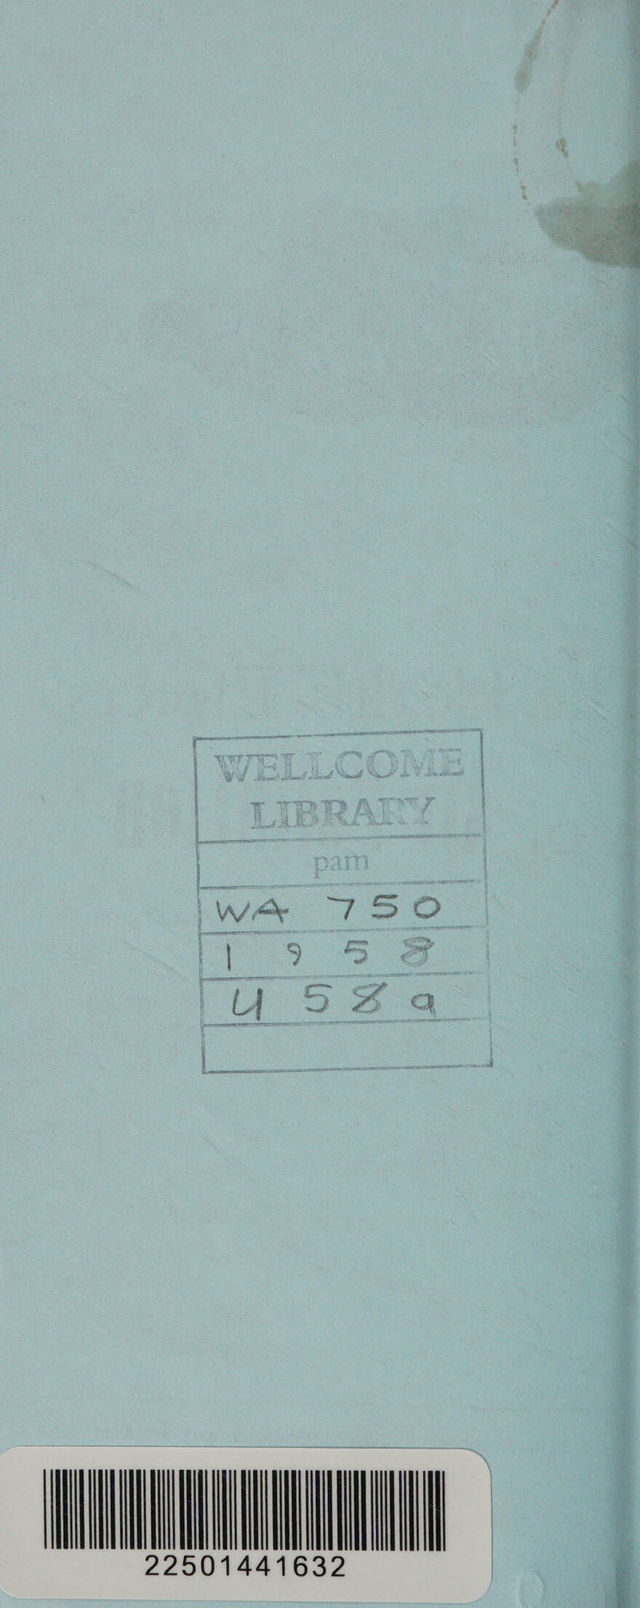 WELLCOME
LIBRARY
pam
WA 750
1958
U58a
22501441632